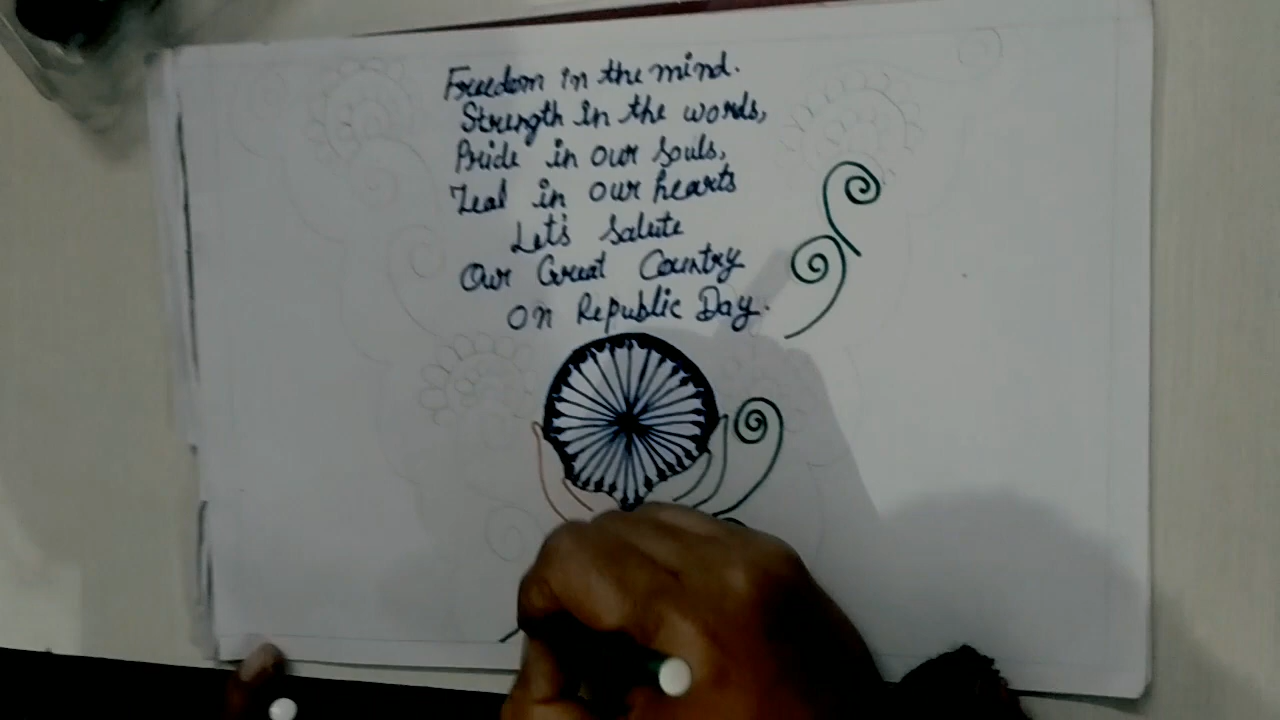 Freedom in the mind.
Strength in the words,
Pride in our souls,
Zeal in our hearts
Let's Salute
Our Great Country
On Republic Day.